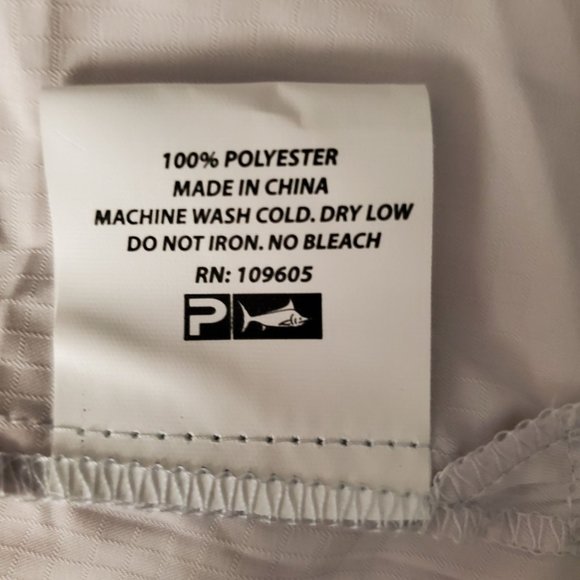 100% POLYESTER
MADE IN CHINA
MACHINE WASH COLD. DRY LOW
DO NOT IRON. NO BLEACH
RN: 109605
P